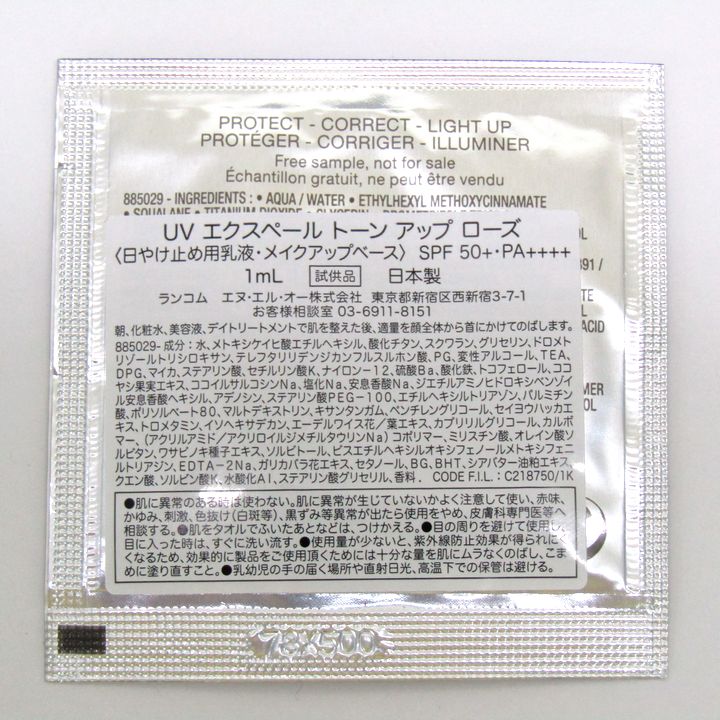 PROTECT - CORRECT - LIGHT UP
PROTÉGER - CORRIGER - ILLUMINER
Free sample, not for sale
Échantillon gratuit, ne peut être vendu
885029 - INGREDIENTS : • AQUA / WATER • ETHYLHEXYL METHOXYCINNAMATE
• SQUALANE • TITANIUM DIOXIDE • GLYCERIN
UV エクスペール トーン アップ ローズ
〈日やけ止め用乳液・メイクアップベース〉 SPF 50+・PA++++
1mL 試供品 日本製
ランコム エヌ・エル・オー株式会社 東京都新宿区西新宿3-7-1
お客様相談室 03-6911-8151
朝、化粧水、美容液、デイトリートメントで肌を整えた後、適量を顔全体から首にかけてのばします。
885029- 成分：水、メトキシケイヒ酸エチルヘキシル、酸化チタン、スクワラン、グリセリン、ドロメト
リゾールトリシロキサン、テレフタリリデンジカンフルスルホン酸、PG、変性アルコール、TEA、
DPG、マイカ、ステアリン酸、セチルリン酸K、ナイロン-12、硫酸Ba、酸化鉄、トコフェロール、ココ
ヤシ果実エキス、ココイルサルコシンNa、塩化Na、安息香酸Na、ジエチルアミノヒドロキシベンゾイ
ル安息香酸ヘキシル、アデノシン、ステアリン酸PEG-100、エチルヘキシルトリアゾン、パルミチン
酸、ポリソルベート80、マルトデキストリン、キサンタンガム、ペンチレングリコール、セイヨウハッカエ
キス、トロメタミン、イソヘキサデカン、エーデルワイス花／葉エキス、カプリリルグリコール、カルボ
マー、（アクリルアミド／アクリロイルジメチルタウリンNa）コポリマー、ミリスチン酸、オレイン酸ソ
ルビタン、ワサビノキ種子エキス、ソルビトール、ビスエチルヘキシルオキシフェノールメトキシフェニ
ルトリアジン、EDTA-2Na、ガリカバラ花エキス、セタノール、BG、BHT、シアバター油粕エキス、
クエン酸、ソルビン酸K、水酸化Al、ステアリン酸グリセリル、香料． CODE F.I.L. : C218750/1K
●肌に異常のある時は使わない。肌に異常が生じていないかよく注意して使い、赤味、
かゆみ、刺激、色抜け（白斑等）、黒ずみ等異常が出たら使用をやめ、皮膚科専門医等へ
相談する。●肌をタオルでふいたあとなどは、つけかえる。●目の周りを避けて使用し、
目に入った時は、すぐに洗い流す。●使用量が少ないと、紫外線防止効果が得られにく
くなるため、効果的に製品をご使用頂くためには十分な量を肌にムラなくのばし、こま
めに塗り直すこと。●乳幼児の手の届く場所や直射日光、高温下での保管は避ける。
78X500